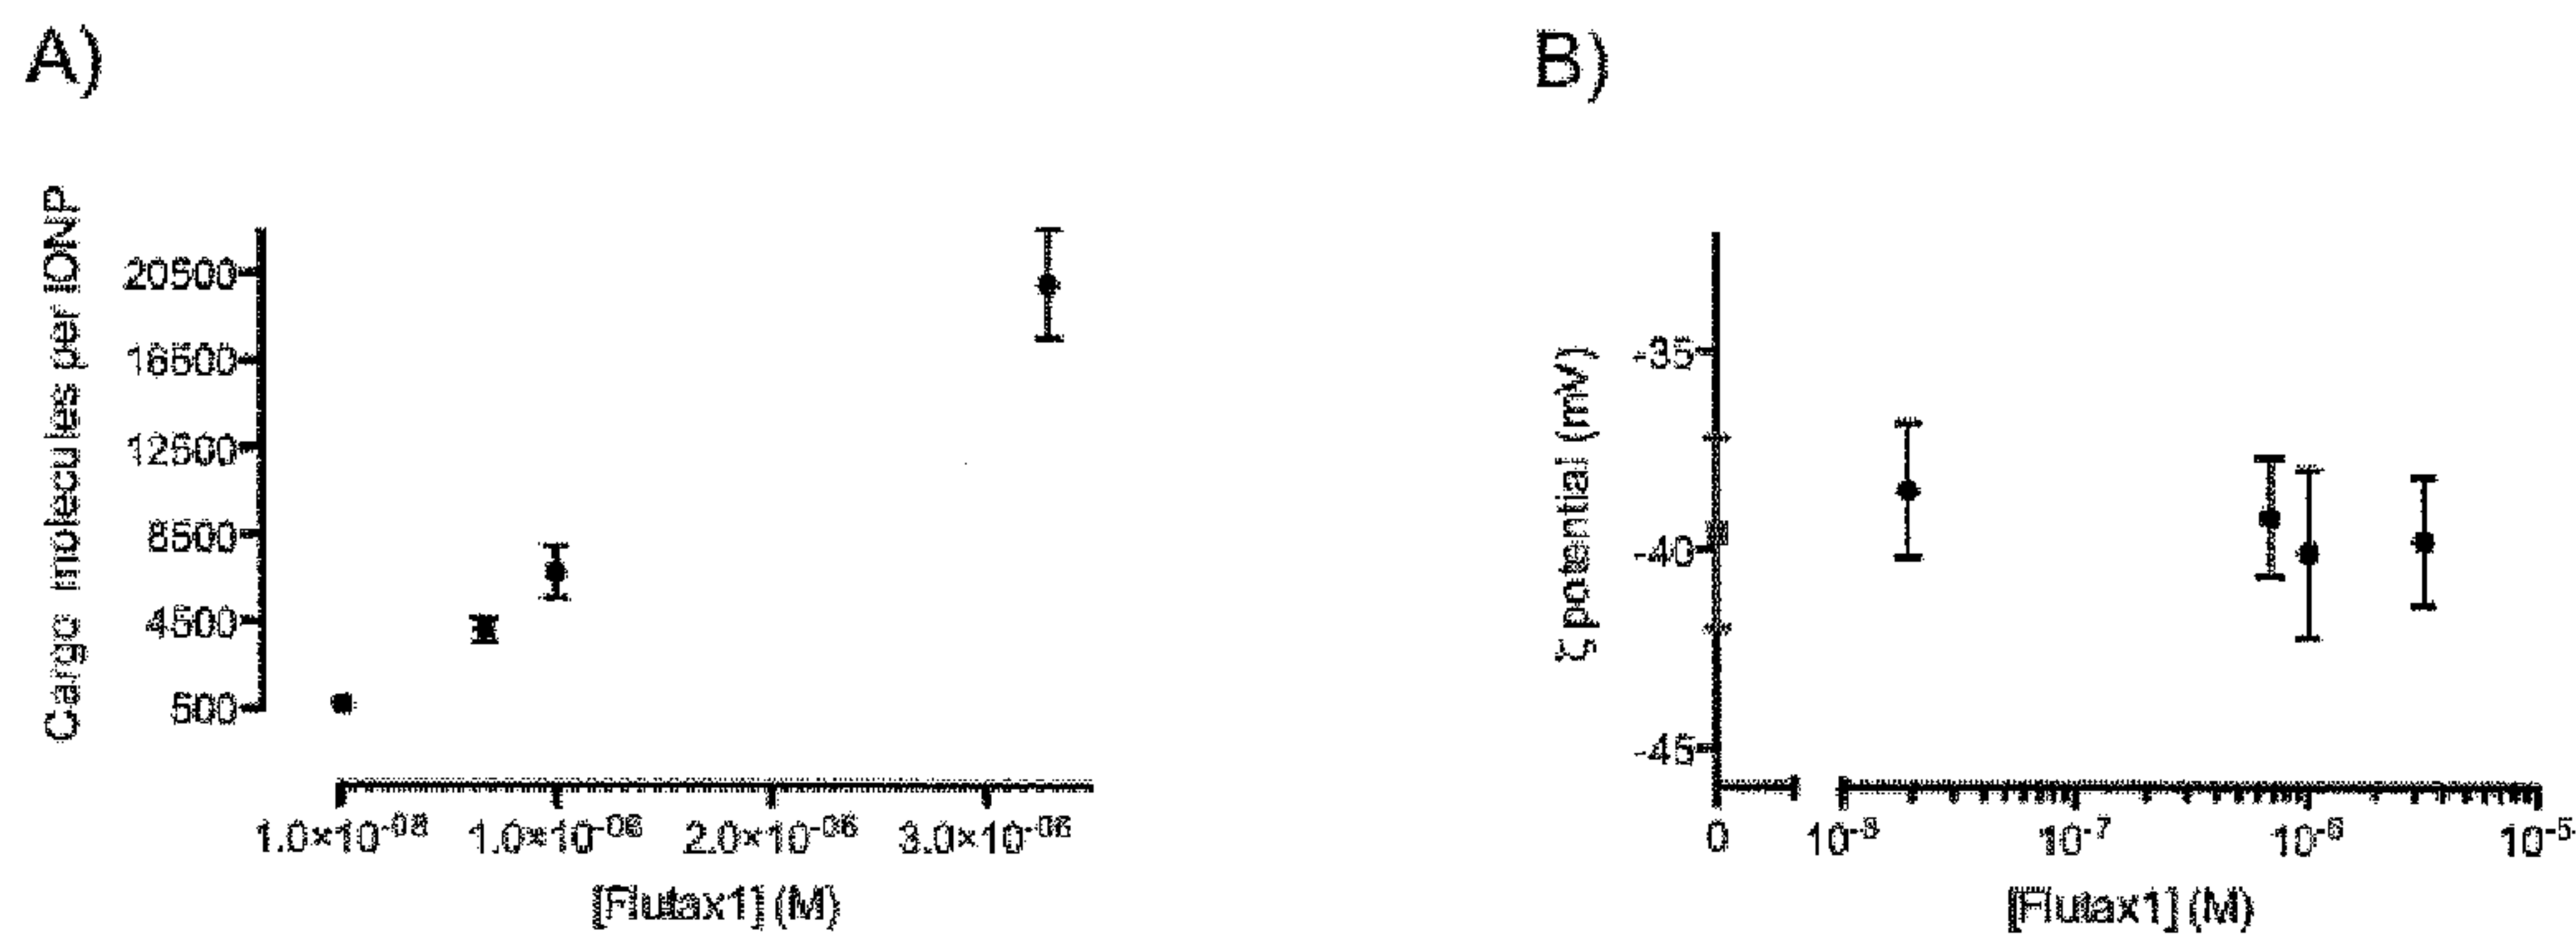 A)
Cargo molecules per IONP
20500
16500
12500
8500
4500
500
1.0×10⁻⁰⁸ 1.0×10⁻⁰⁶ 2.0×10⁻⁰⁶ 3.0×10⁻⁰⁶
[Flutax1] (M)
B)
ζ potential (mV)
-35
-40
-45
0 10⁻⁸ 10⁻⁷ 10⁻⁶ 10⁻⁵
[Flutax1] (M)